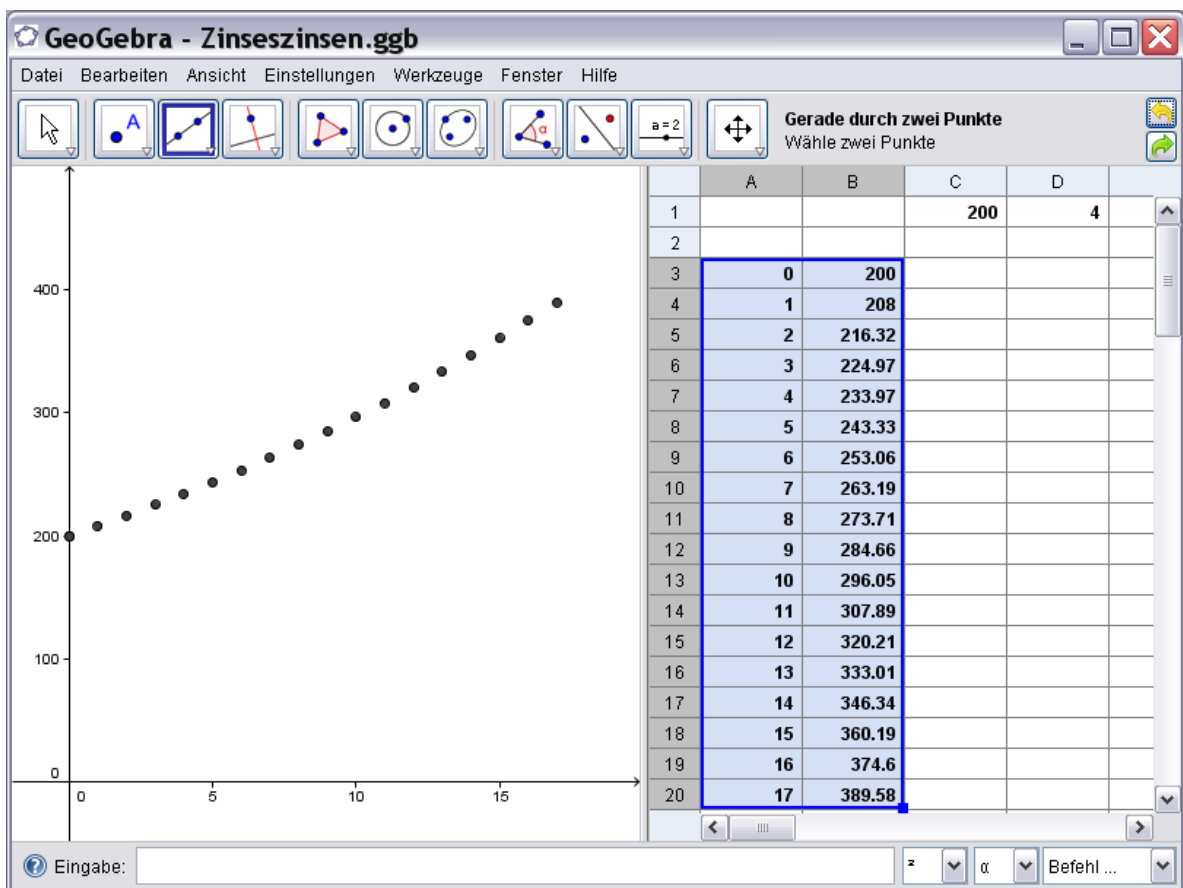 GeoGebra - Zinseszinsen.ggb
Datei Bearbeiten Ansicht Einstellungen Werkzeuge Fenster Hilfe
A
α
a = 2
Gerade durch zwei Punkte
Wähle zwei Punkte
400
300
200
100
0
0 5 10 15
A B C D
1 200 4
2
3 0 200
4 1 208
5 2 216.32
6 3 224.97
7 4 233.97
8 5 243.33
9 6 253.06
10 7 263.19
11 8 273.71
12 9 284.66
13 10 296.05
14 11 307.89
15 12 320.21
16 13 333.01
17 14 346.34
18 15 360.19
19 16 374.6
20 17 389.58
? Eingabe: ² α Befehl ...